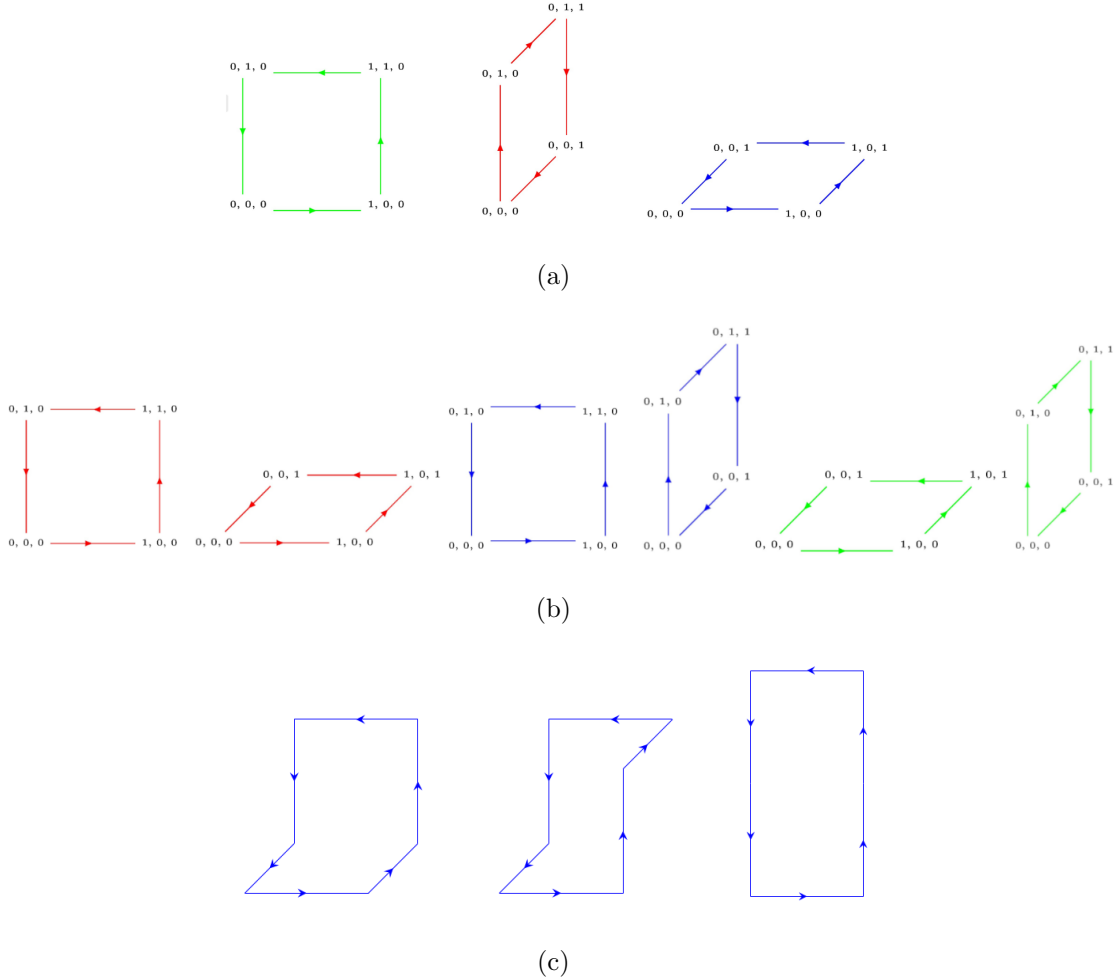 0, 1, 1
0, 1, 0 1, 1, 0 0, 1, 0
0, 0, 1 0, 0, 1 1, 0, 1
0, 0, 0 1, 0, 0 0, 0, 0 0, 0, 0 1, 0, 0
(a)
0, 1, 1 0, 1, 1
0, 1, 0 1, 1, 0 0, 1, 0 1, 1, 0 0, 1, 0 0, 1, 0
0, 0, 1 1, 0, 1 0, 0, 1 0, 0, 1 1, 0, 1 0, 0, 1
0, 0, 0 1, 0, 0 0, 0, 0 1, 0, 0 0, 0, 0 1, 0, 0 0, 0, 0 0, 0, 0 1, 0, 0 0, 0, 0
(b)
(c)